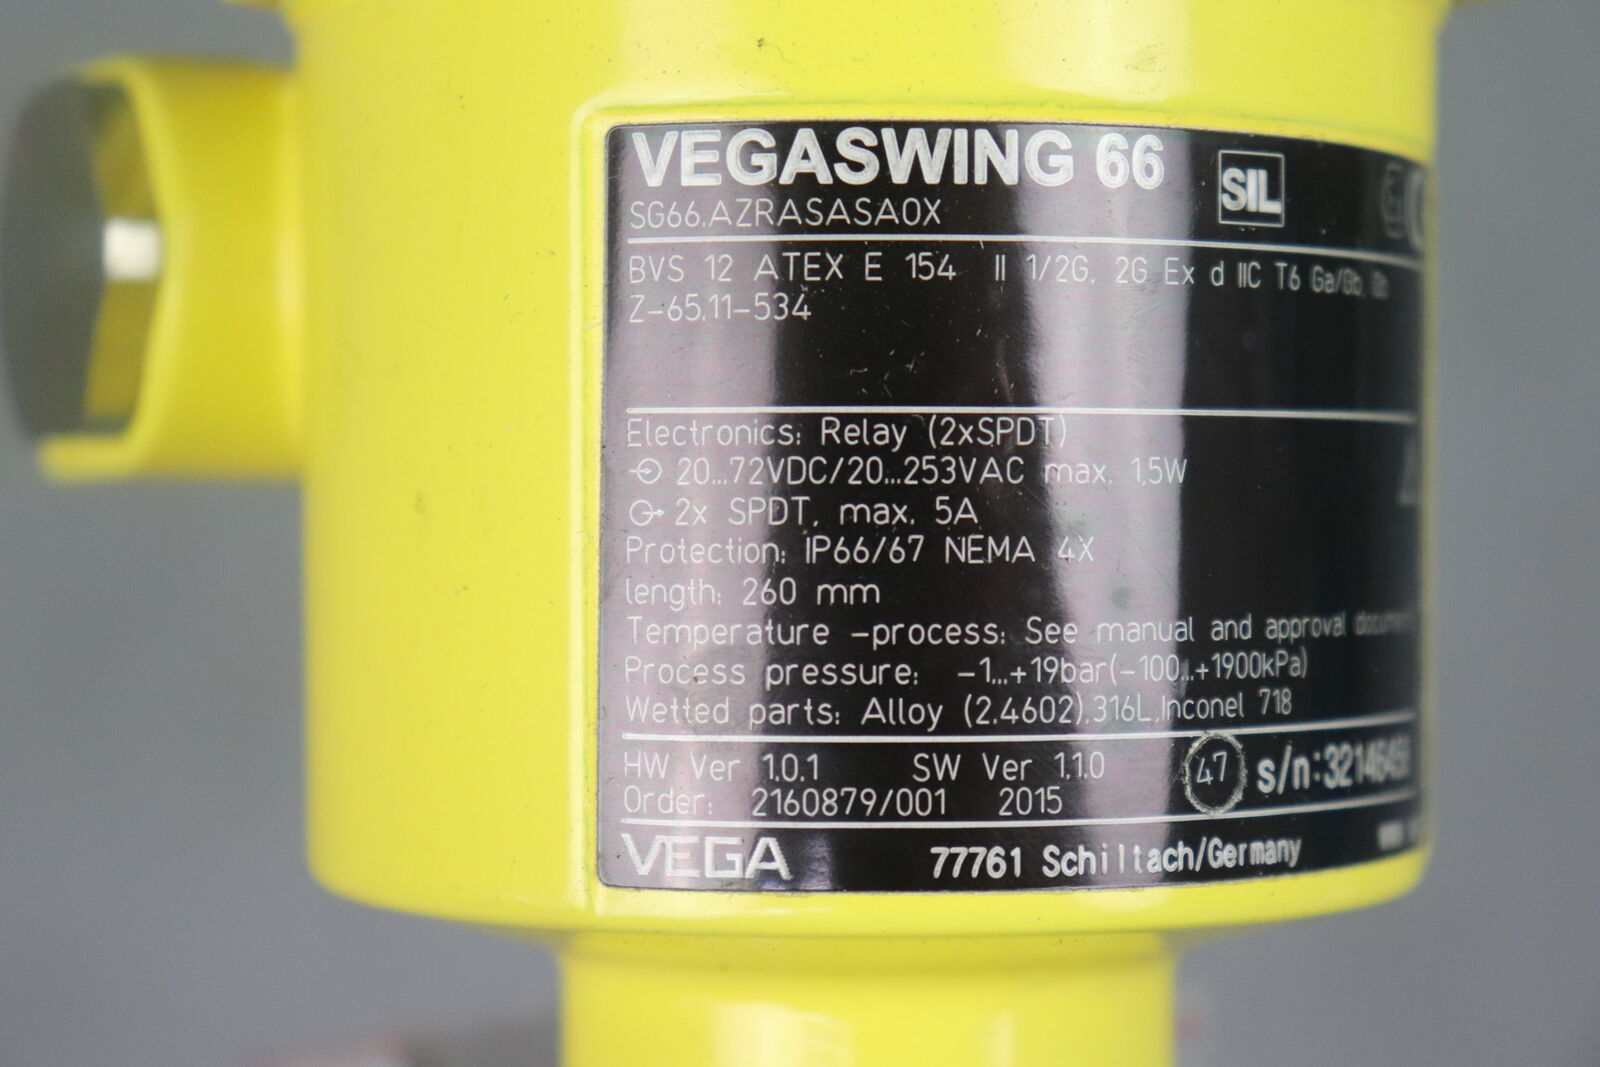 VEGASWING 66
SIL
SG66.AZRASASA0X
BVS 12 ATEX E 154 II 1/2G, 2G Ex d IIC T6 Ga/Gb, Gb
Z-65.11-534
Electronics: Relay (2xSPDT)
20...72VDC/20...253VAC max. 1,5W
2x SPDT, max. 5A
Protection: IP66/67 NEMA 4X
length: 260 mm
Temperature -process: See manual and approval
Process pressure: -1...+19bar(-100...+1900kPa)
Wetted parts: Alloy (2.4602),316L,Inconel 718
HW Ver 1.0.1 SW Ver 1.1.0 47 s/n:
Order: 2160879/001 2015
VEGA 77761 Schiltach/Germany